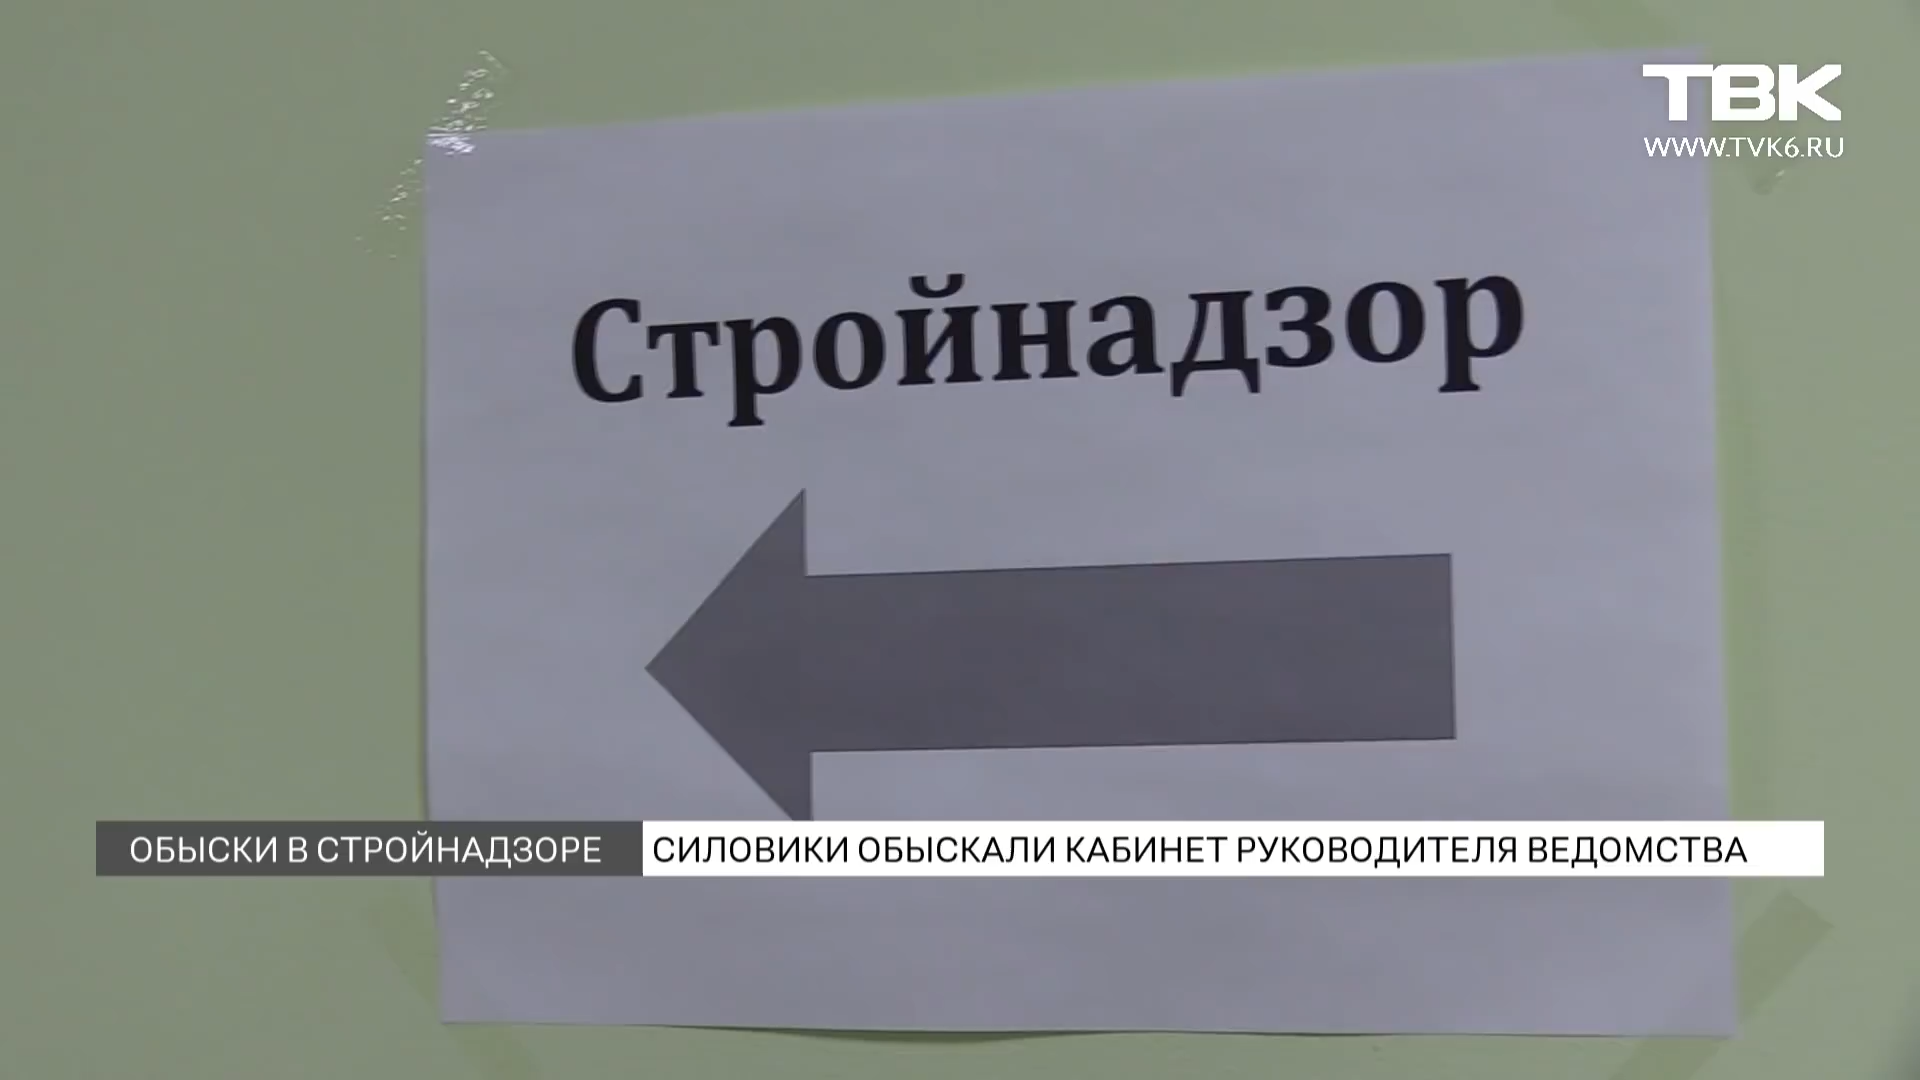 ТВК
WWW.TVK6.RU
Стройнадзор
ОБЫСКИ В СТРОЙНАДЗОРЕ СИЛОВИКИ ОБЫСКАЛИ КАБИНЕТ РУКОВОДИТЕЛЯ ВЕДОМСТВА